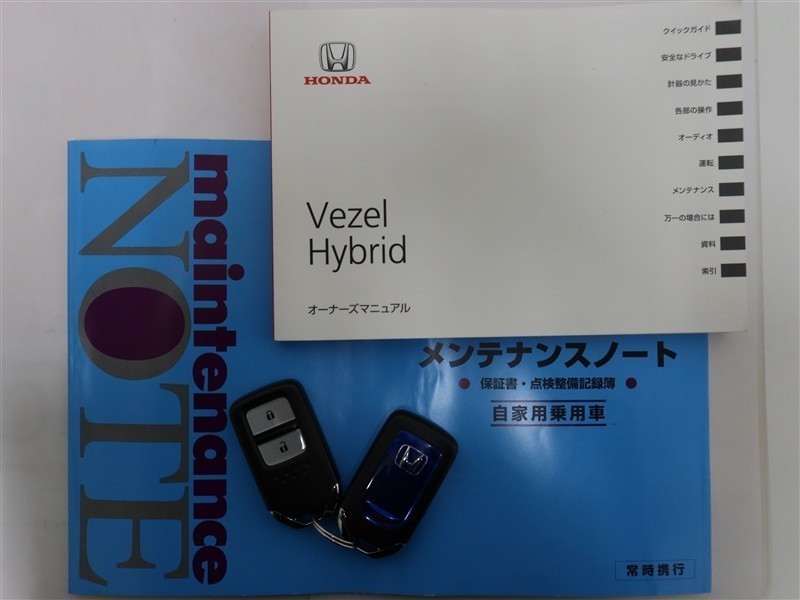 HONDA
Vezel
Hybrid
オーナーズマニュアル
クイックガイド
安全なドライブ
計器の見かた
各部の操作
オーディオ
運転
メンテナンス
万一の場合には
資料
索引
maintenance
NOTE
メンテナンスノート
● 保証書・点検整備記録簿 ●
自家用乗用車
常時携行